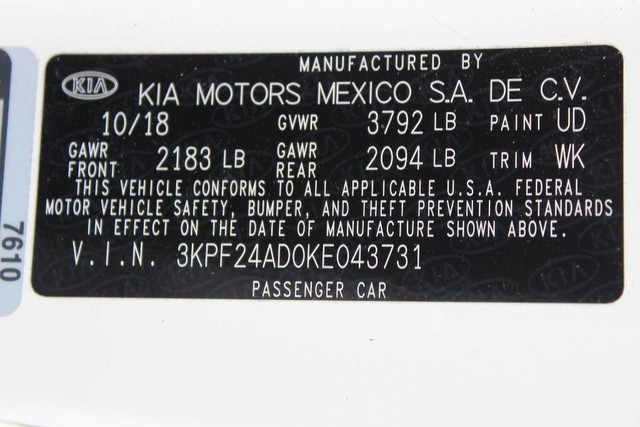 MANUFACTURED BY
KIA KIA MOTORS MEXICO S.A. DE C.V.
10/18 GVWR 3792 LB PAINT UD
GAWR FRONT 2183 LB GAWR REAR 2094 LB TRIM WK
THIS VEHICLE CONFORMS TO ALL APPLICABLE U.S.A. FEDERAL
MOTOR VEHICLE SAFETY, BUMPER, AND THEFT PREVENTION STANDARDS
IN EFFECT ON THE DATE OF MANUFACTURE SHOWN ABOVE.
V.I.N. 3KPF24AD0KE043731
PASSENGER CAR
7610